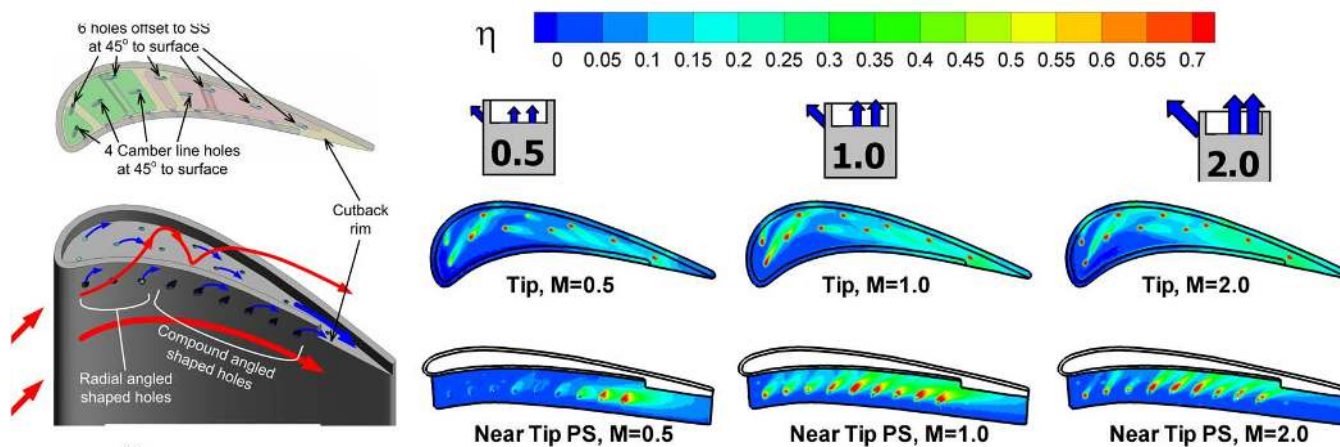 6 holes offset to SS
at 45° to surface
4 Camber line holes
at 45° to surface
Cutback
rim
Compound angled
shaped holes
Radial angled
shaped holes
η
0 0.05 0.1 0.15 0.2 0.25 0.3 0.35 0.4 0.45 0.5 0.55 0.6 0.65 0.7
0.5
1.0
2.0
Tip, M=0.5
Tip, M=1.0
Tip, M=2.0
Near Tip PS, M=0.5
Near Tip PS, M=1.0
Near Tip PS, M=2.0